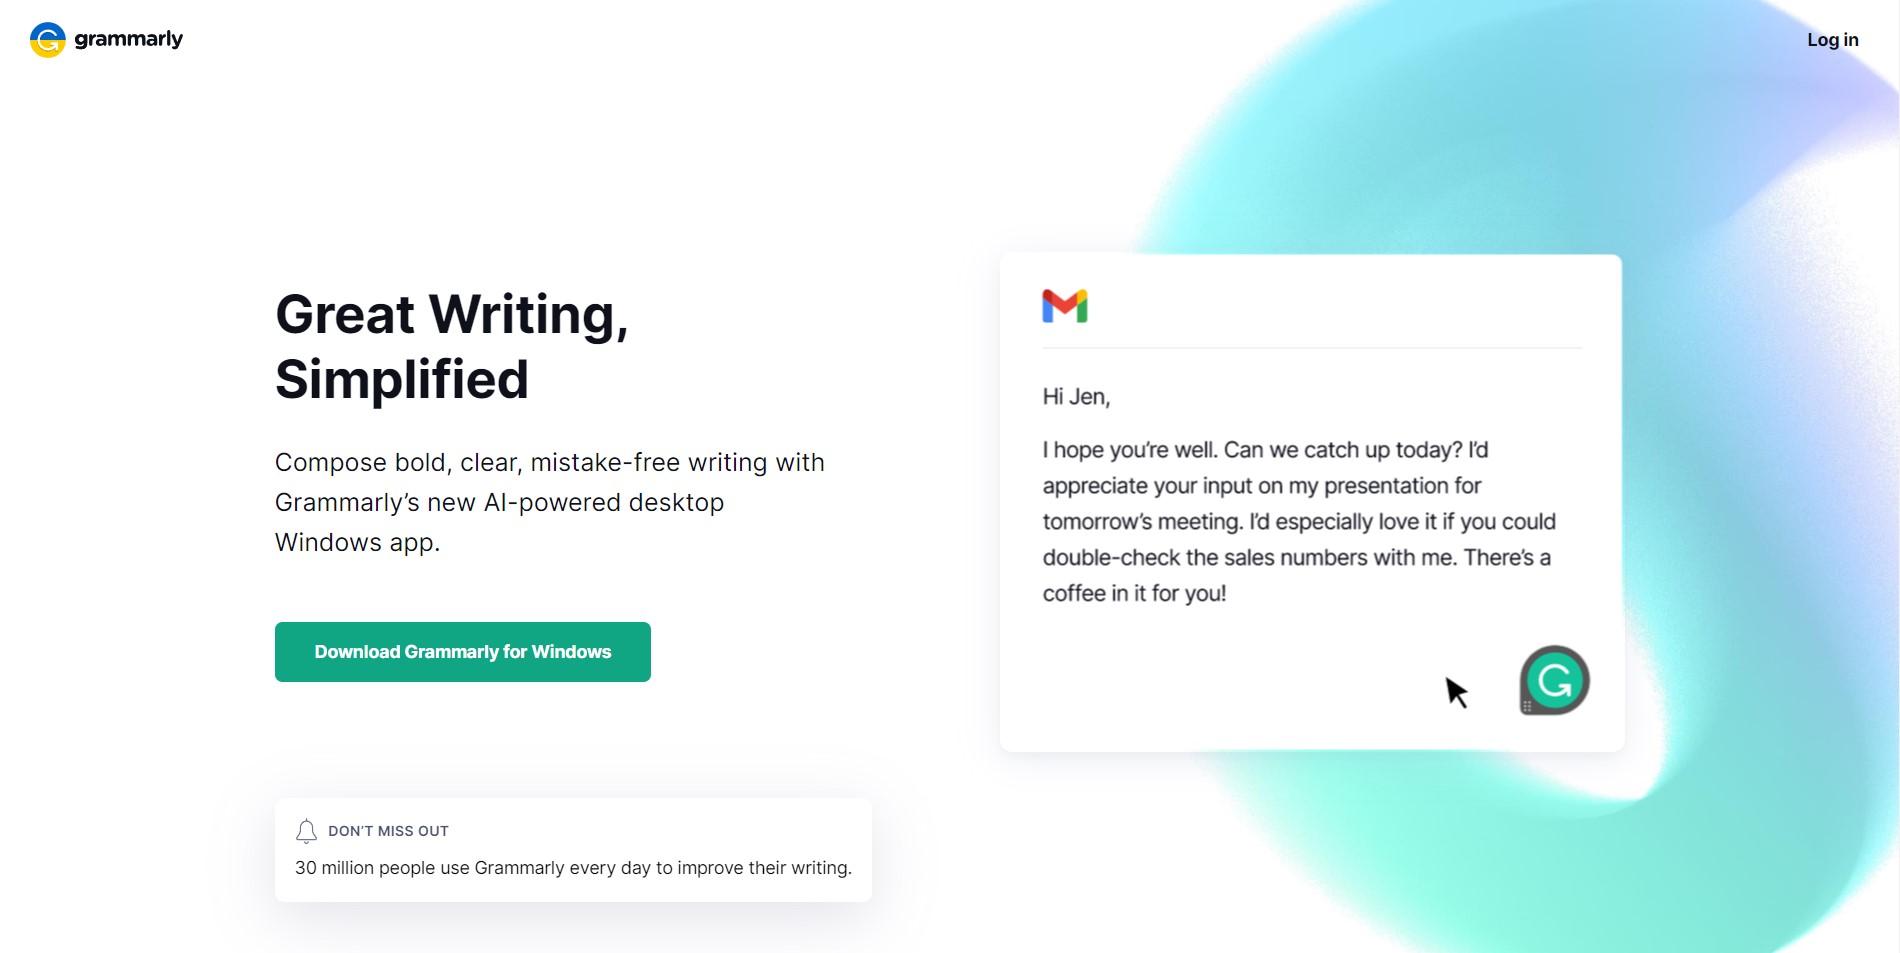 grammarly
Log in
Great Writing,
Simplified
Compose bold, clear, mistake-free writing with
Grammarly’s new AI-powered desktop
Windows app.
Download Grammarly for Windows
DON’T MISS OUT
30 million people use Grammarly every day to improve their writing.
Hi Jen,
I hope you’re well. Can we catch up today? I’d
appreciate your input on my presentation for
tomorrow’s meeting. I’d especially love it if you could
double-check the sales numbers with me. There’s a
coffee in it for you!